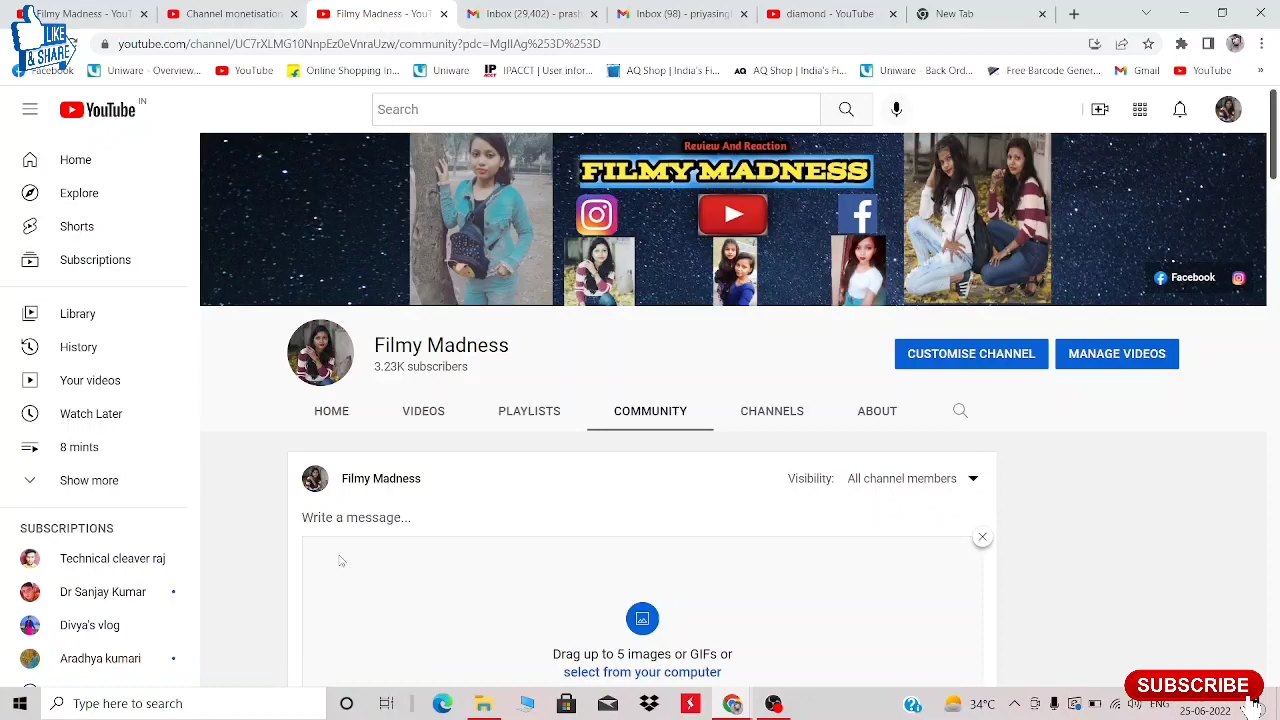 LIKE
& SHARE
Filmy Madness - You
Channel monetisation
Filmy Madness - YouT
Inbox (29,402) - prasi
Inbox (98) - pras
diamond - YouTube
New Tab
youtube.com/channel/UC7rXLMG10NnpEz0eVnraUzw/community?pdc=MgIIAg%253D%253D
Facebook
Uniware - Overview...
YouTube
Online Shopping In...
Uniware
IP
IPACCT | User infor...
AQ Shop | India's Fi...
AQ
AQ Shop | India's Fi...
Uniware - Back Ord...
Free Barcode Gener...
Gmail
YouTube
»
YouTube
IN
Search
Home
Explore
Shorts
Subscriptions
Library
History
Your videos
Watch Later
8 mints
Show more
SUBSCRIPTIONS
Technical cleaver raj
Dr Sanjay Kumar
Divya's vlog
Aradhya kumari
Review And Reaction
FILMY MADNESS
Facebook
Filmy Madness
3.23K subscribers
CUSTOMISE CHANNEL
MANAGE VIDEOS
HOME
VIDEOS
PLAYLISTS
COMMUNITY
CHANNELS
ABOUT
Filmy Madness
Visibility:
All channel members
Write a message...
Drag up to 5 images or GIFs or
select from your computer
SUBSCRIBE
Type here to search
34°C
25-06-2022